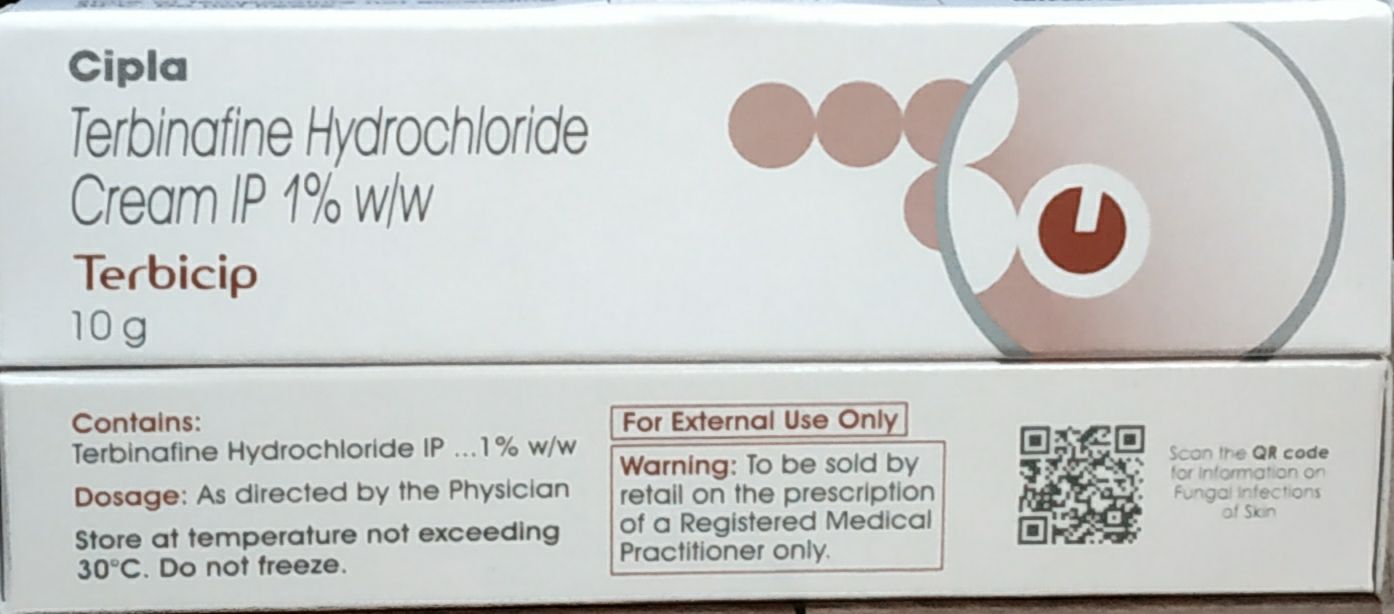 Cipla
Terbinafine Hydrochloride
Cream IP 1% w/w
Terbicip
10 g
Contains:
Terbinafine Hydrochloride IP ...1% w/w
Dosage: As directed by the Physician
Store at temperature not exceeding
30°C. Do not freeze.
For External Use Only
Warning: To be sold by
retail on the prescription
of a Registered Medical
Practitioner only.
Scan the QR code
for Information on
Fungal Infections
of Skin